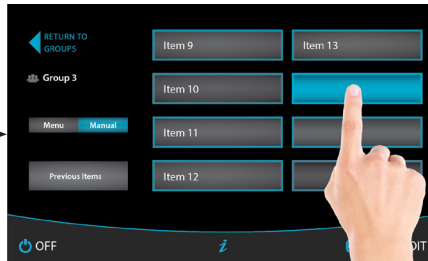 RETURN TO
GROUPS
Group 3
Menu Manual
Previous Items
Item 9
Item 13
Item 10
Item 11
Item 12
OFF
i